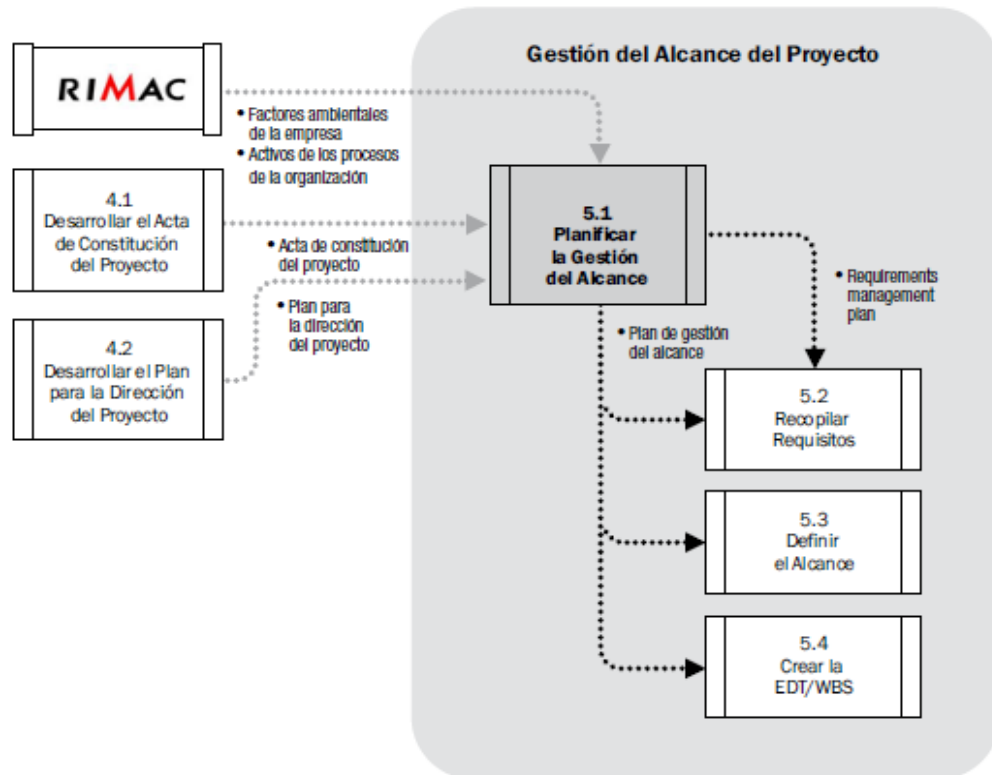 Gestión del Alcance del Proyecto
RIMAC
• Factores ambientales
de la empresa
• Activos de los procesos
de la organización
4.1
Desarrollar el Acta
de Constitución
del Proyecto
• Acta de constitución
del proyecto
4.2
Desarrollar el Plan
para la Dirección
del Proyecto
• Plan para
la dirección
del proyecto
5.1
Planificar
la Gestión
del Alcance
• Requirements
management
plan
• Plan de gestión
del alcance
5.2
Recopilar
Requisitos
5.3
Definir
el Alcance
5.4
Crear la
EDT/WBS